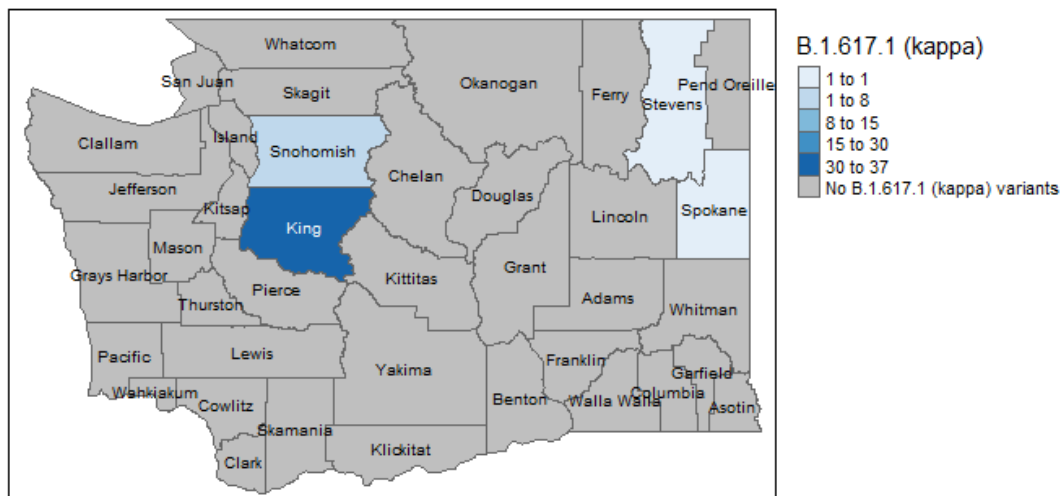 B.1.617.1 (kappa)
1 to 1
1 to 8
8 to 15
15 to 30
30 to 37
No B.1.617.1 (kappa) variants
Whatcom
San Juan
Skagit
Okanogan
Ferry
Stevens
Pend Oreille
Clallam
Island
Snohomish
Chelan
Douglas
Jefferson
Kitsap
King
Lincoln
Spokane
Mason
Grays Harbor
Kittitas
Grant
Pierce
Thurston
Adams
Whitman
Pacific
Lewis
Yakima
Franklin
Garfield
Wahkiakum
Cowlitz
Benton
Walla Walla
Columbia
Asotin
Skamania
Klickitat
Clark